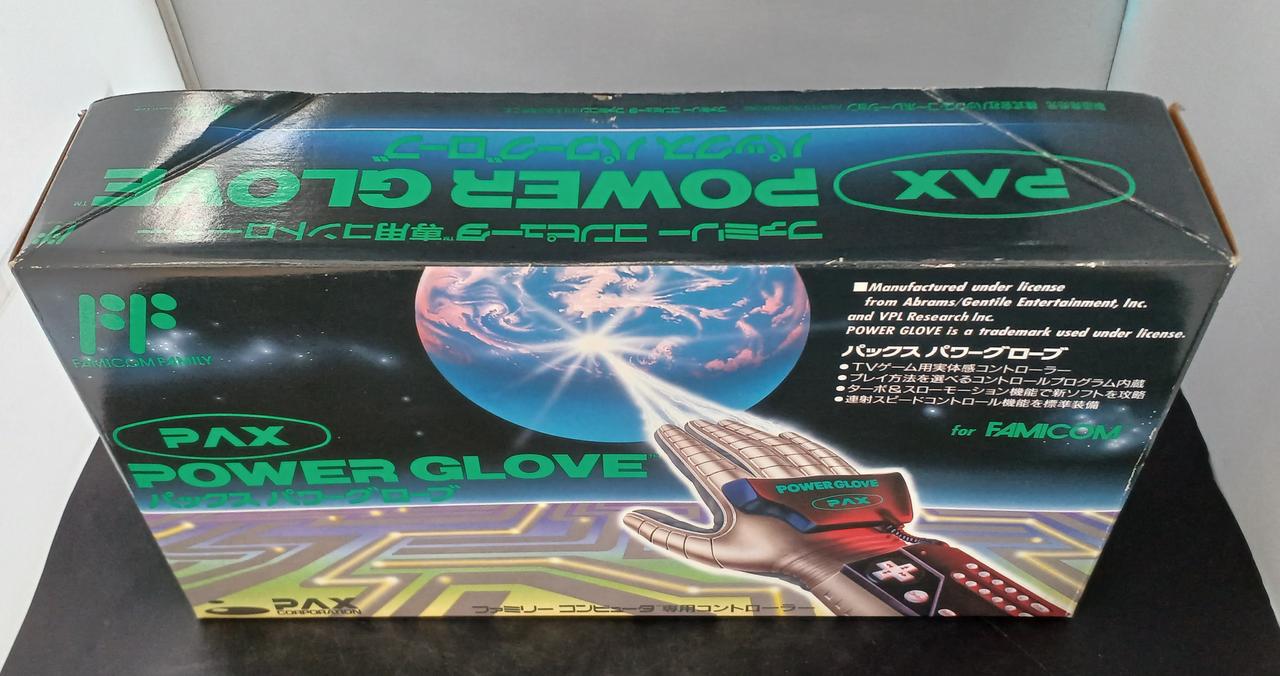 ファミリー コンピュータ™専用コントローラー
PAX
POWER GLOVE™
パックス パワーグローブ
FAMICOM FAMILY
■Manufactured under license
from Abrams/Gentile Entertainment, Inc.
and VPL Research Inc.
POWER GLOVE is a trademark used under license.
パックス パワーグローブ
●TVゲーム用実体感コントローラー
●プレイ方法を選べるコントロールプログラム内蔵
●ターボ&スローモーション機能で新ソフトを攻略
●連射スピードコントロール機能を標準装備
for FAMICOM
PAX
POWER GLOVE™
パックス パワーグローブ
POWER GLOVE
PAX
PAX
CORPORATION
ファミリー コンピュータ™専用コントローラー